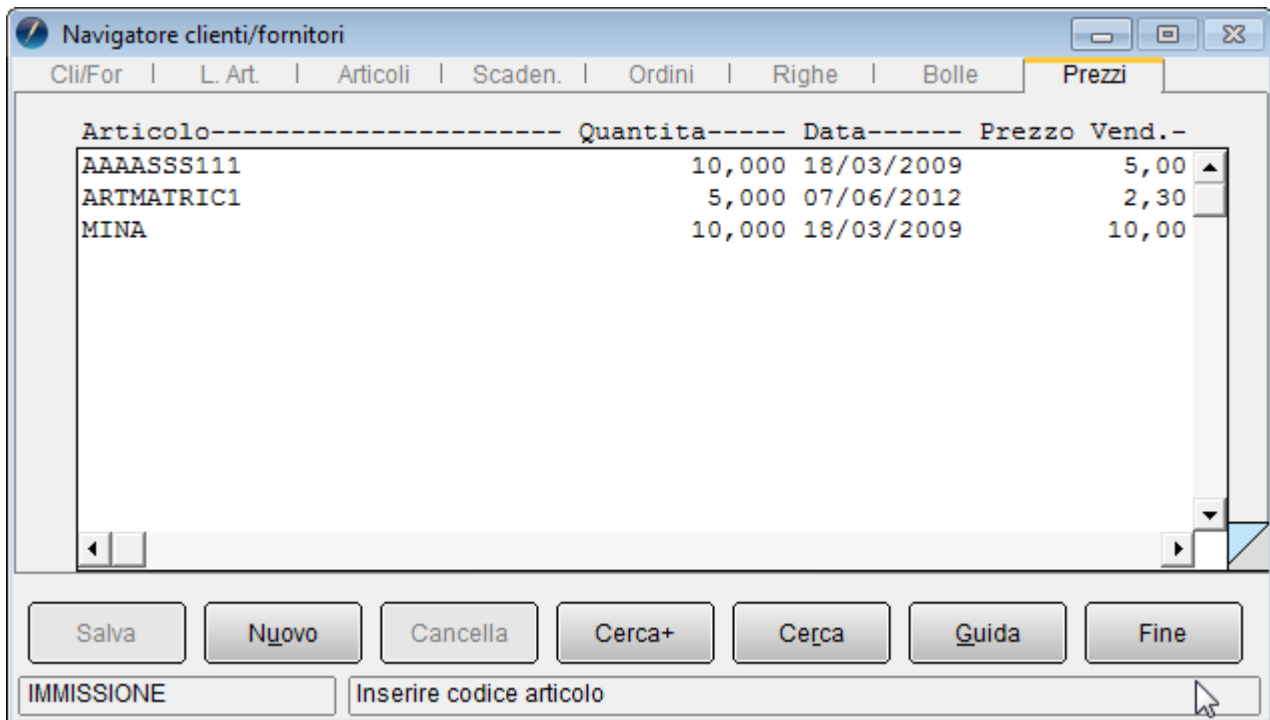 Navigatore clienti/fornitori
Cli/For | L. Art. | Articoli | Scaden. | Ordini | Righe | Bolle Prezzi
Articolo---------------------- Quantita----- Data------ Prezzo Vend.-
AAAASSS111 10,000 18/03/2009 5,00
ARTMATRIC1 5,000 07/06/2012 2,30
MINA 10,000 18/03/2009 10,00
Salva Nuovo Cancella Cerca+ Cerca Guida Fine
IMMISSIONE Inserire codice articolo